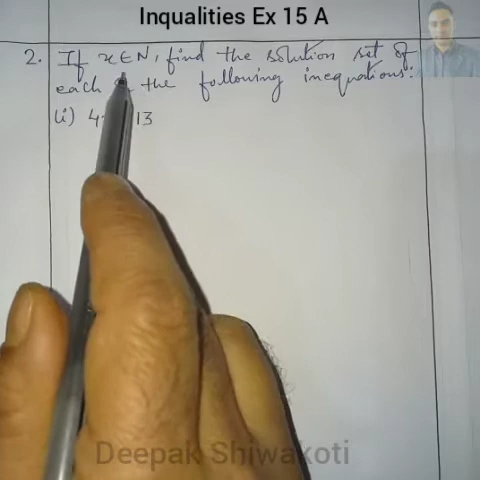 Inqualities Ex 15 A
2. If x ∈ N, find the solution set of
each the following inequations:
(i) 4 13
Deepak Shiwakoti